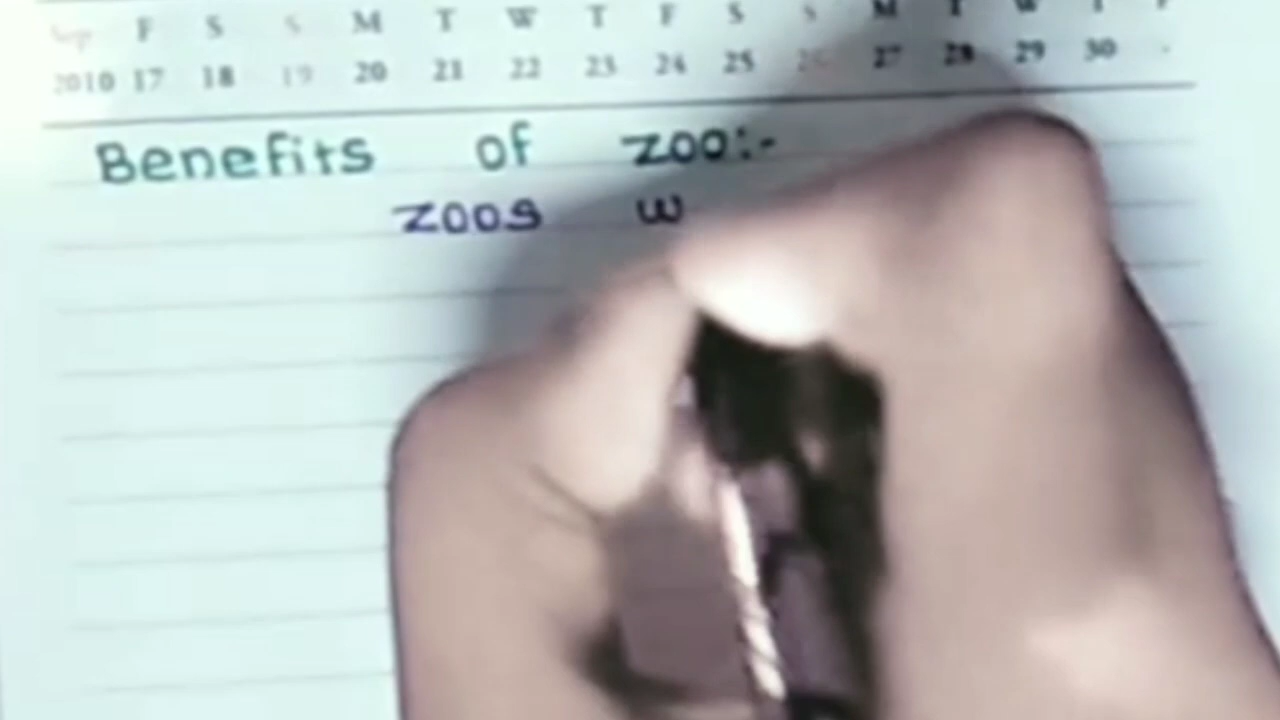 Sep F S S M T W T F S S M T W T F
2010 17 18 19 20 21 22 23 24 25 26 27 28 29 30 -
Benefits of zoo:-
zoos w